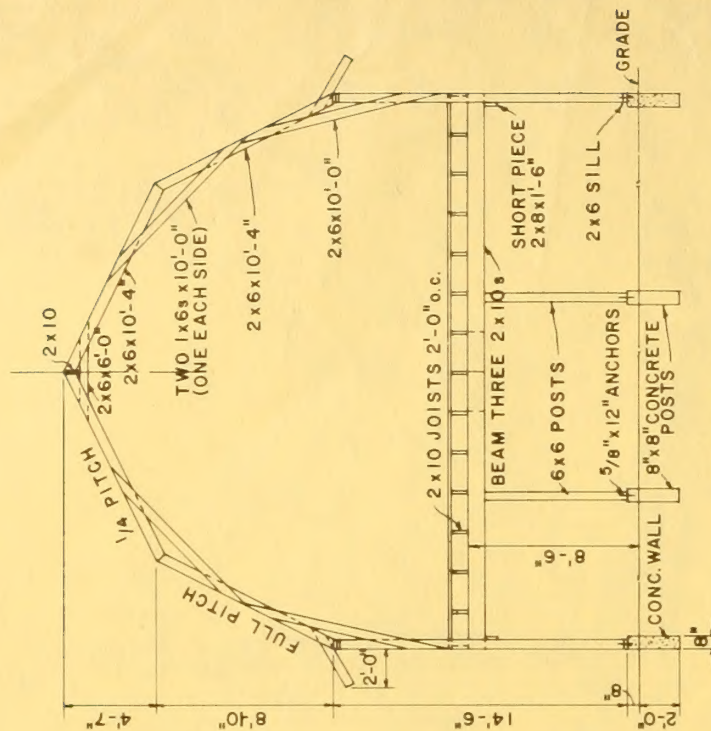 2x10
2x6x6'-0"
2x6x10'-4"
TWO 1x6s x10'-0"
(ONE EACH SIDE)
2x6x10'-4"
2x6x10'-0"
1/4 PITCH
FULL PITCH
4'-7"
8'-10"
2'-0"
14'-6"
8"
2'-0"
8'-6"
2x10 JOISTS 2'-0" o.c.
BEAM THREE 2x10s
SHORT PIECE
2x8x1'-6"
6x6 POSTS
5/8"x12" ANCHORS
2x6 SILL
GRADE
CONC. WALL
8"x8" CONCRETE
POSTS
8"